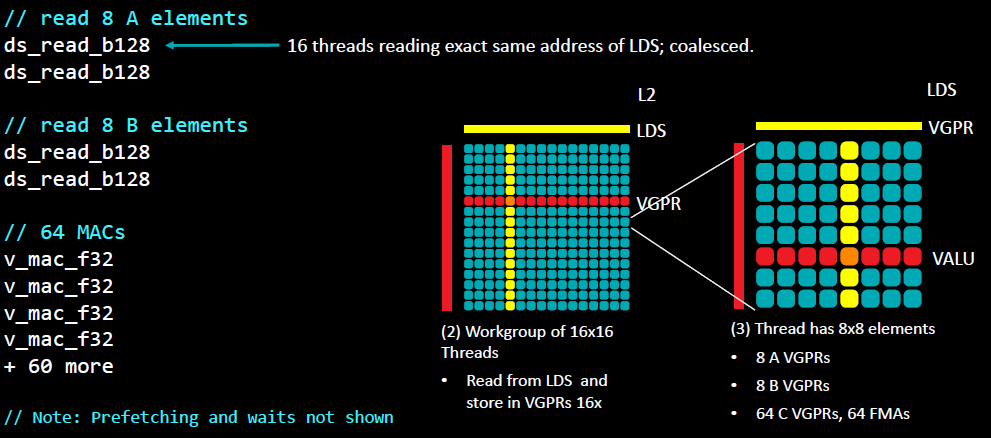 // read 8 A elements
ds_read_b128
16 threads reading exact same address of LDS; coalesced.
ds_read_b128
// read 8 B elements
ds_read_b128
ds_read_b128
// 64 MACs
v_mac_f32
v_mac_f32
v_mac_f32
v_mac_f32
+ 60 more
// Note: Prefetching and waits not shown
L2
LDS
VGPR
(2) Workgroup of 16x16
Threads
• Read from LDS and
store in VGPRs 16x
LDS
VGPR
VALU
(3) Thread has 8x8 elements
• 8 A VGPRs
• 8 B VGPRs
• 64 C VGPRs, 64 FMAs